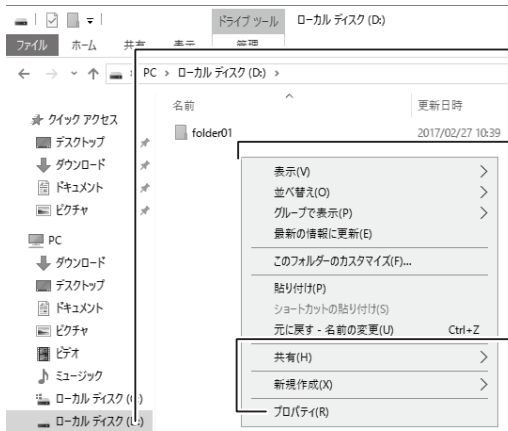 ドライブ ツール
ローカル ディスク (D:)
ファイル
ホーム
共有
表示
管理
PC
ローカル ディスク (D:)
名前
更新日時
クイック アクセス
folder01
2017/02/27 10:39
デスクトップ
ダウンロード
ドキュメント
ピクチャ
PC
ダウンロード
デスクトップ
ドキュメント
ピクチャ
ビデオ
ミュージック
ローカル ディスク (
ローカル ディスク (D:)
表示(V)
並べ替え(O)
グループで表示(P)
最新の情報に更新(E)
このフォルダーのカスタマイズ(F)...
貼り付け(P)
ショートカットの貼り付け(S)
元に戻す - 名前の変更(U) Ctrl+Z
共有(H)
新規作成(X)
プロパティ(R)